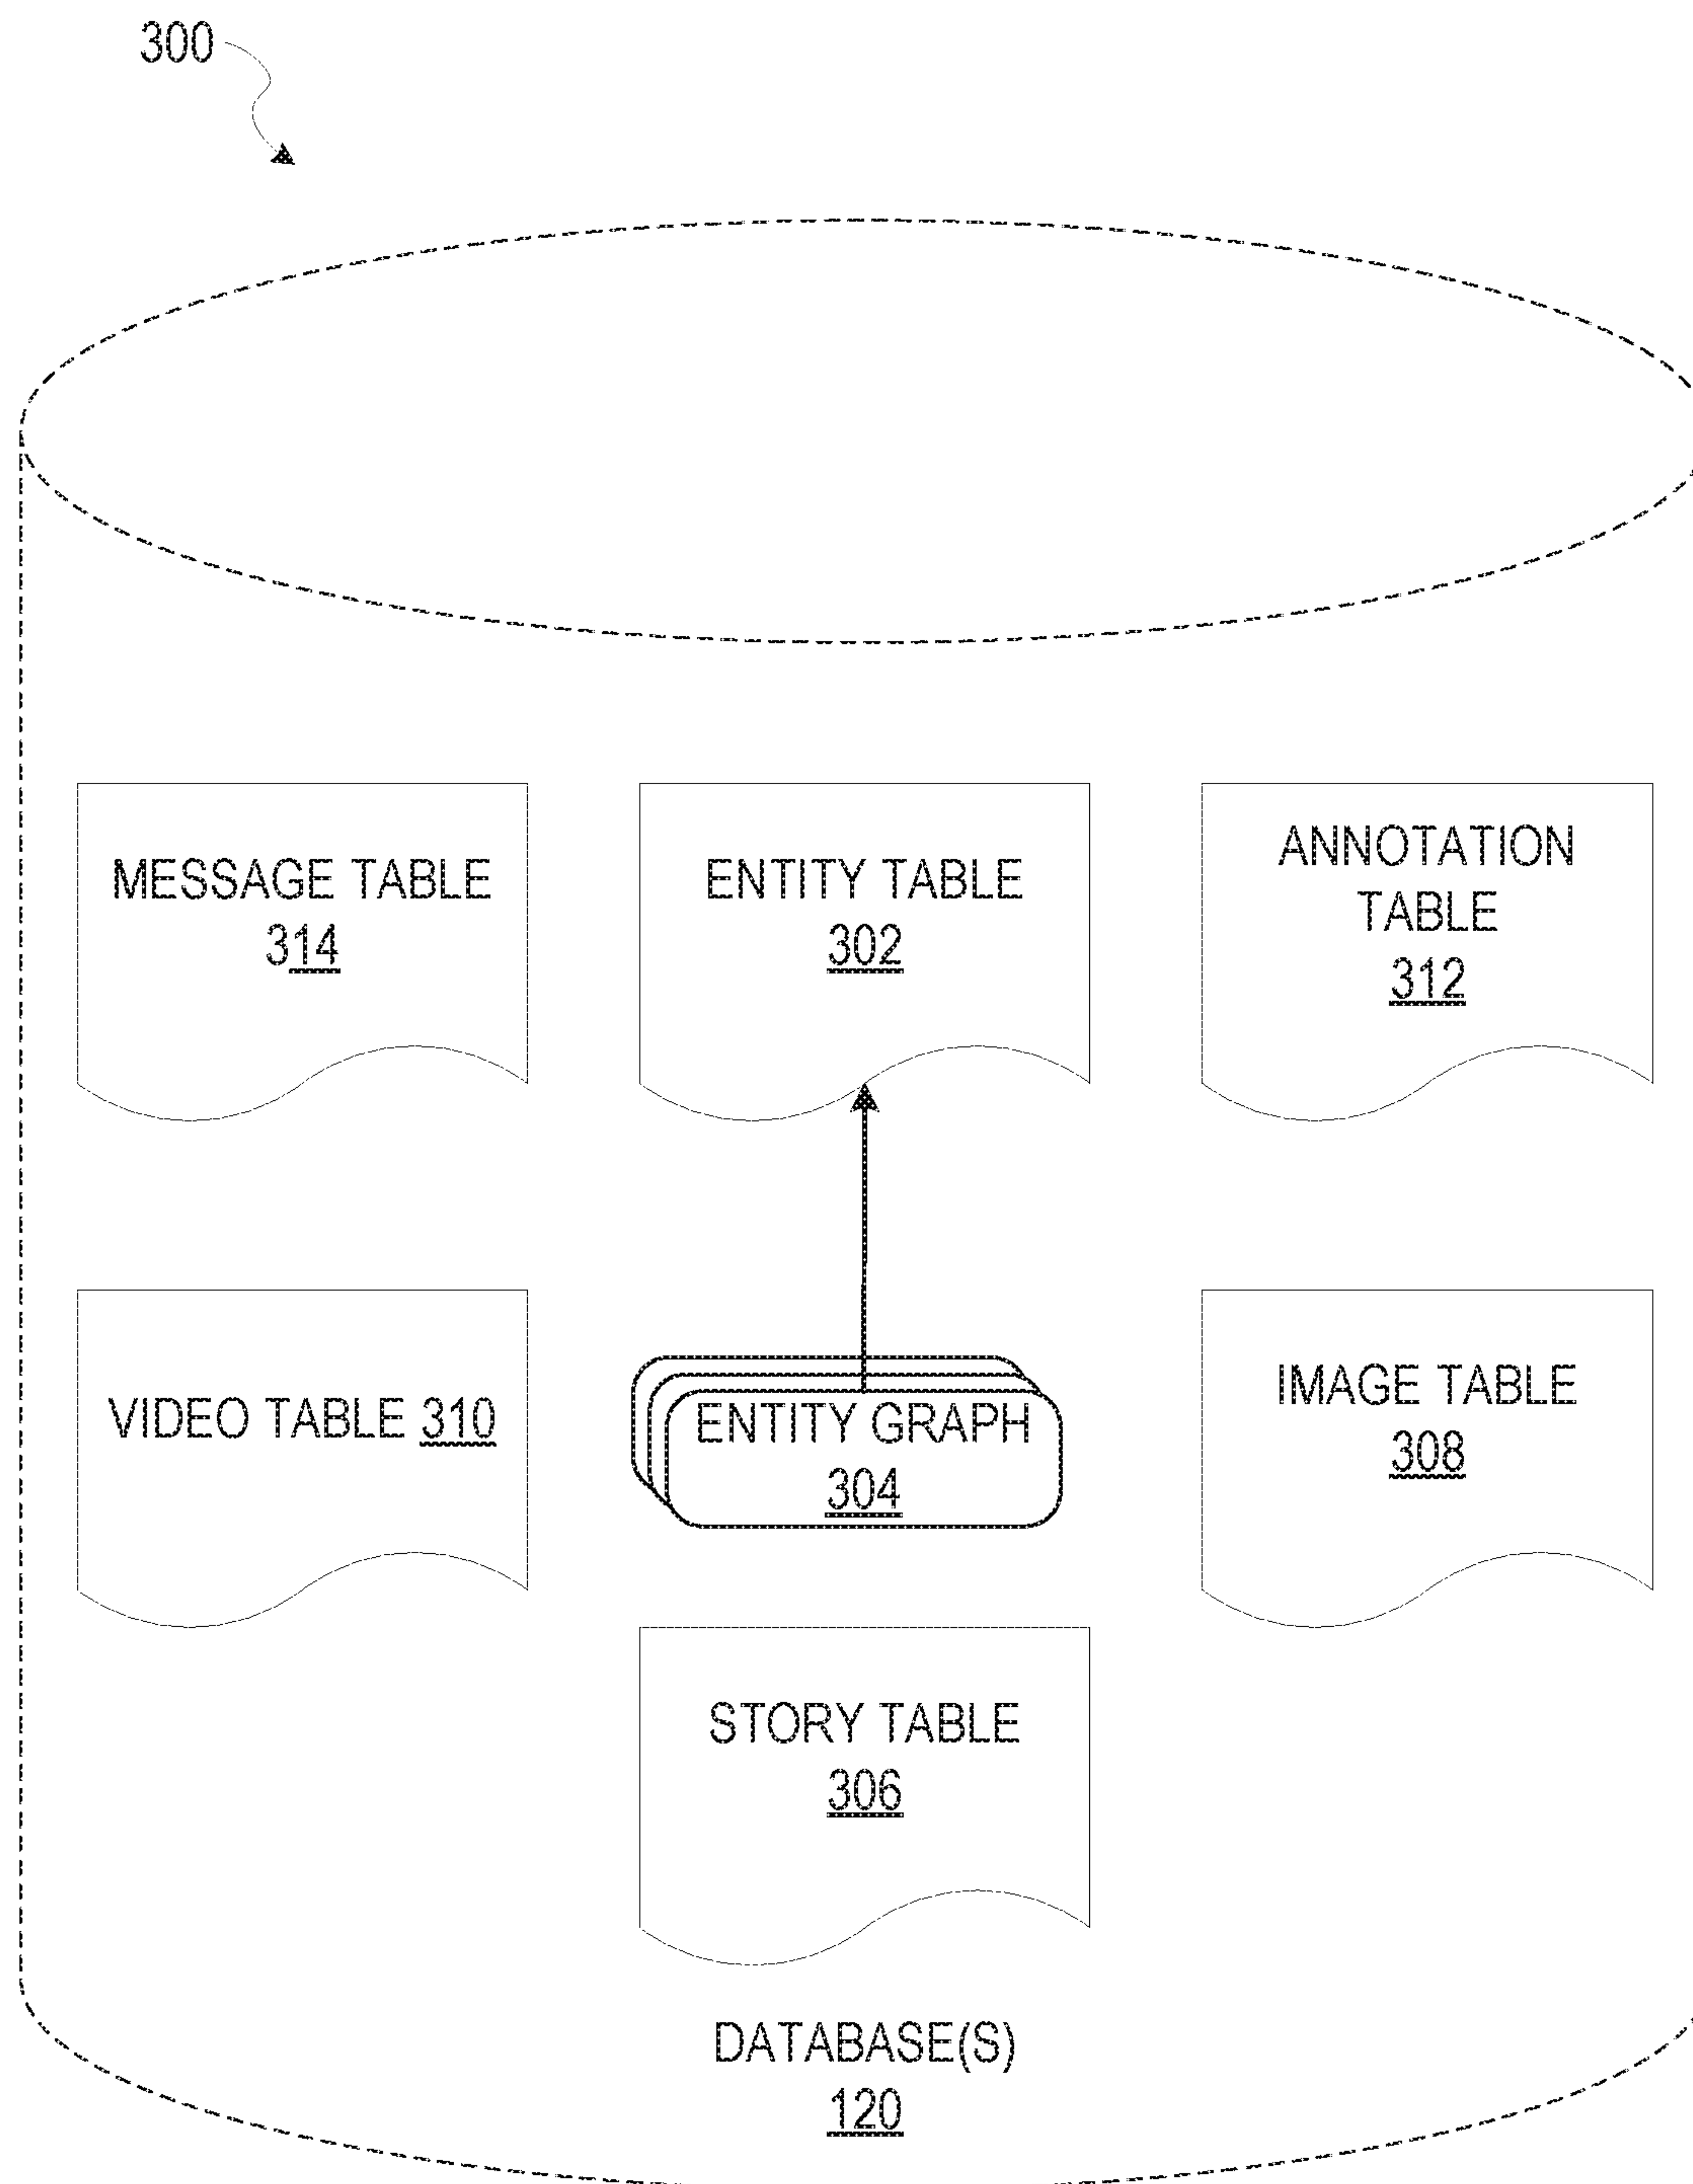 300
MESSAGE TABLE
314
ENTITY TABLE
302
ANNOTATION
TABLE
312
VIDEO TABLE 310
ENTITY GRAPH
304
IMAGE TABLE
308
STORY TABLE
306
DATABASE(S)
120